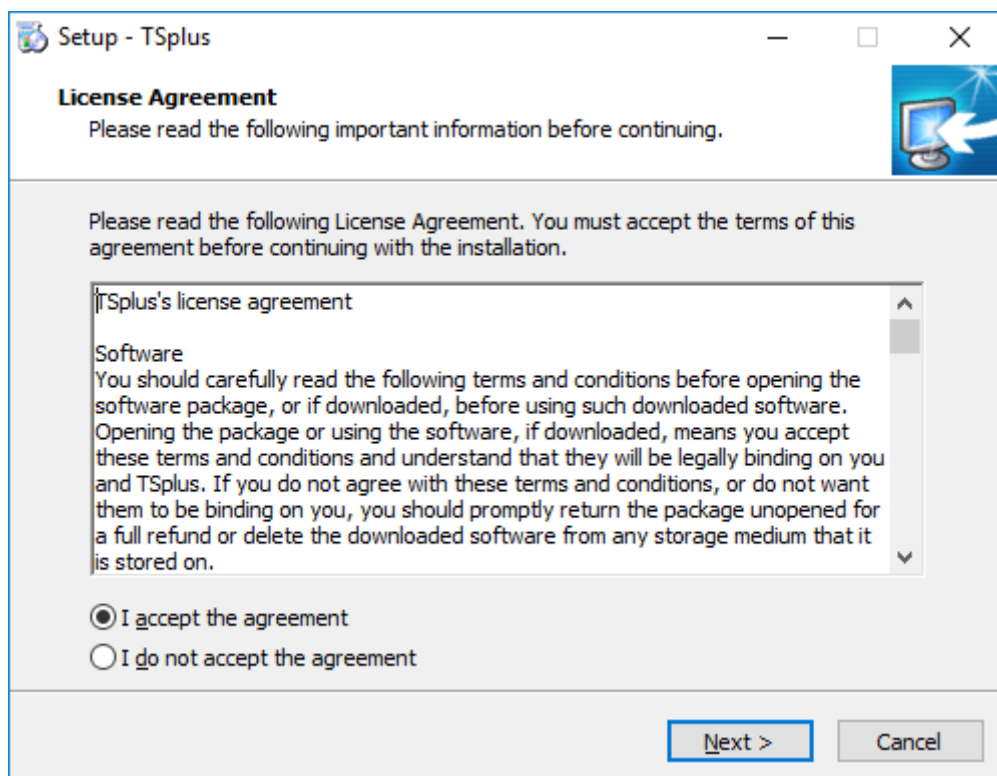 Setup - TSplus
License Agreement
Please read the following important information before continuing.
Please read the following License Agreement. You must accept the terms of this
agreement before continuing with the installation.
TSplus's license agreement
Software
You should carefully read the following terms and conditions before opening the
software package, or if downloaded, before using such downloaded software.
Opening the package or using the software, if downloaded, means you accept
these terms and conditions and understand that they will be legally binding on you
and TSplus. If you do not agree with these terms and conditions, or do not want
them to be binding on you, you should promptly return the package unopened for
a full refund or delete the downloaded software from any storage medium that it
is stored on.
I accept the agreement
I do not accept the agreement
Next >
Cancel